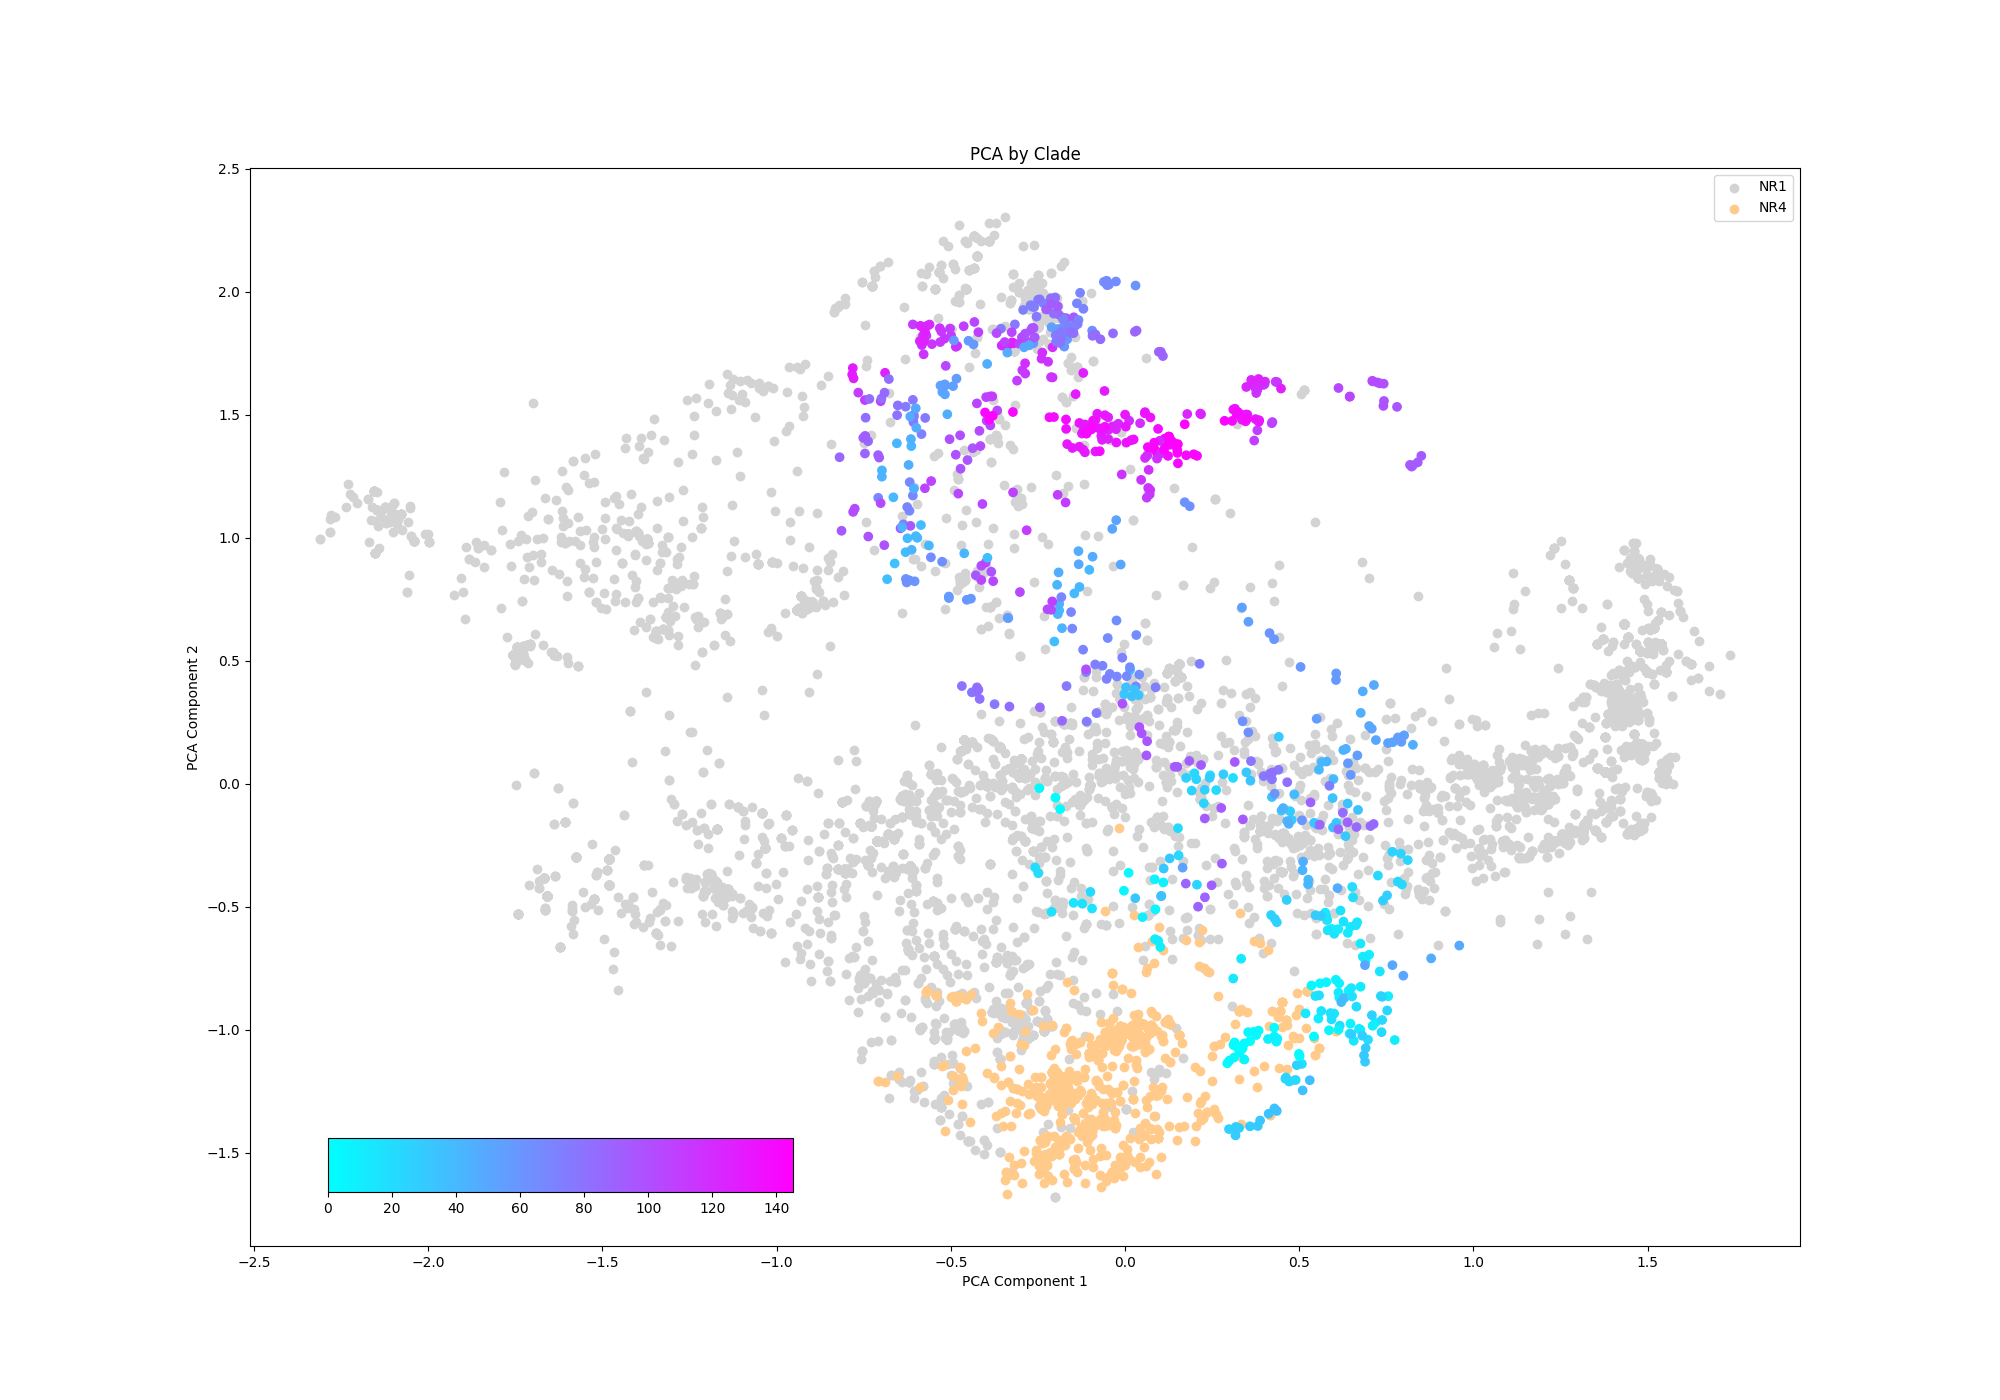 PCA by Clade
NR1
NR4
2.5
2.0
1.5
1.0
0.5
0.0
−0.5
−1.0
−1.5
PCA Component 2
0 20 40 60 80 100 120 140
−2.5 −2.0 −1.5 −1.0 −0.5 0.0 0.5 1.0 1.5
PCA Component 1